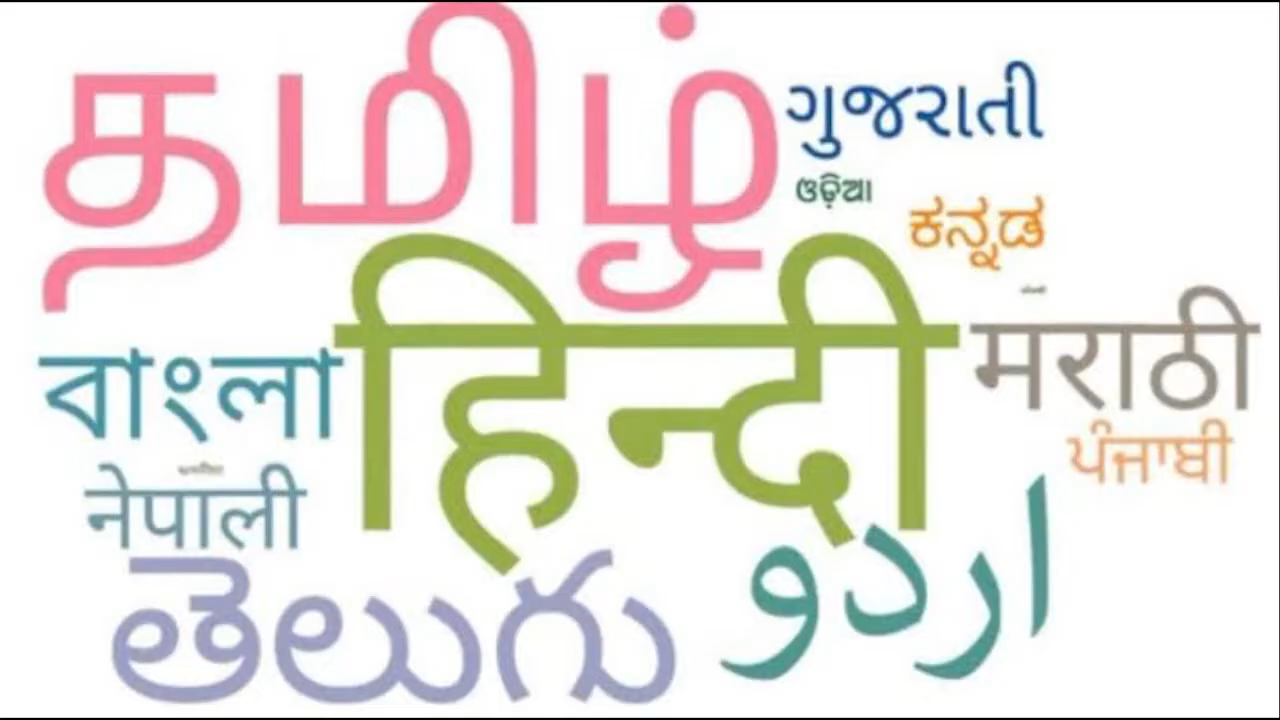 தமிழ்
ગુજરાતી
ଓଡ଼ିଆ
ಕನ್ನಡ
हिन्दी
मराठी
বাংলা
ਪੰਜਾਬੀ
नेपाली
اردو
తెలుగు